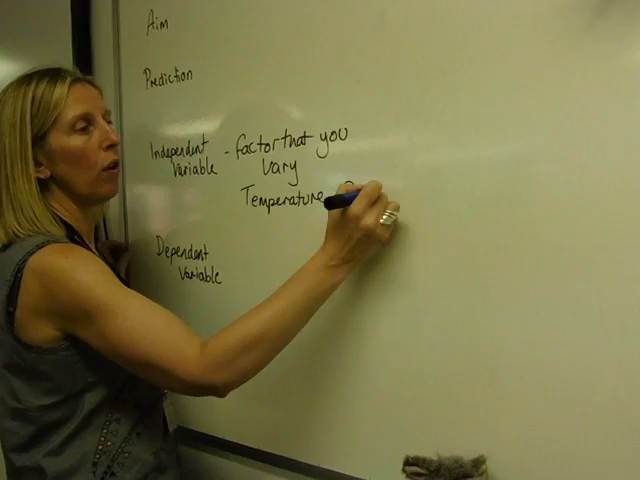 Aim
Prediction
Independent - factor that you
Variable vary
Temperature
Dependent
Variable